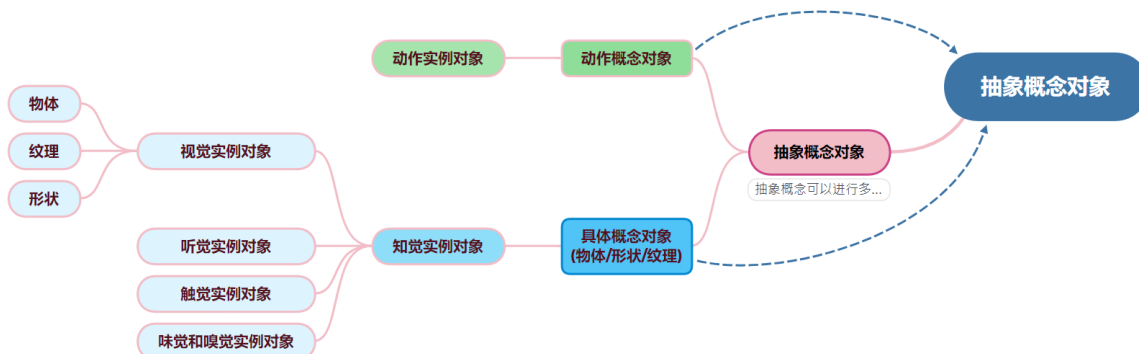 动作实例对象
动作概念对象
抽象概念对象
物体
纹理
视觉实例对象
抽象概念对象
抽象概念可以进行多...
形状
听觉实例对象
知觉实例对象
具体概念对象
(物体/形状/纹理)
触觉实例对象
味觉和嗅觉实例对象